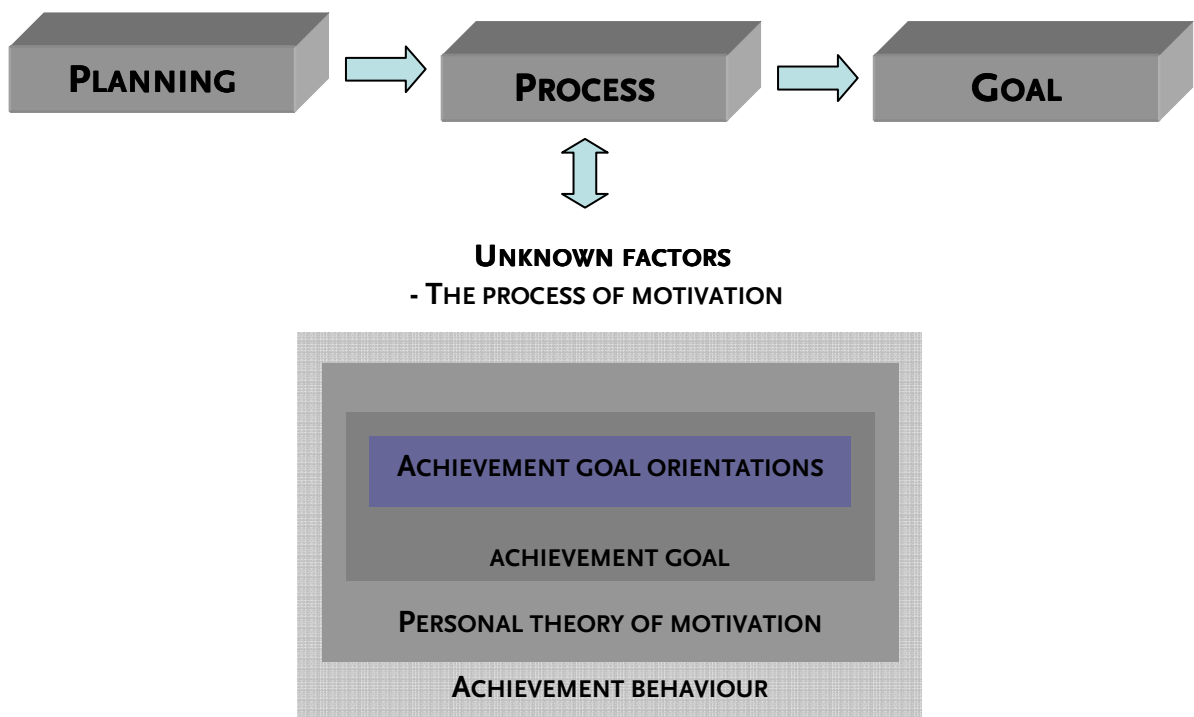 PLANNING
PROCESS
GOAL
UNKNOWN FACTORS
- THE PROCESS OF MOTIVATION
ACHIEVEMENT GOAL ORIENTATIONS
ACHIEVEMENT GOAL
PERSONAL THEORY OF MOTIVATION
ACHIEVEMENT BEHAVIOUR